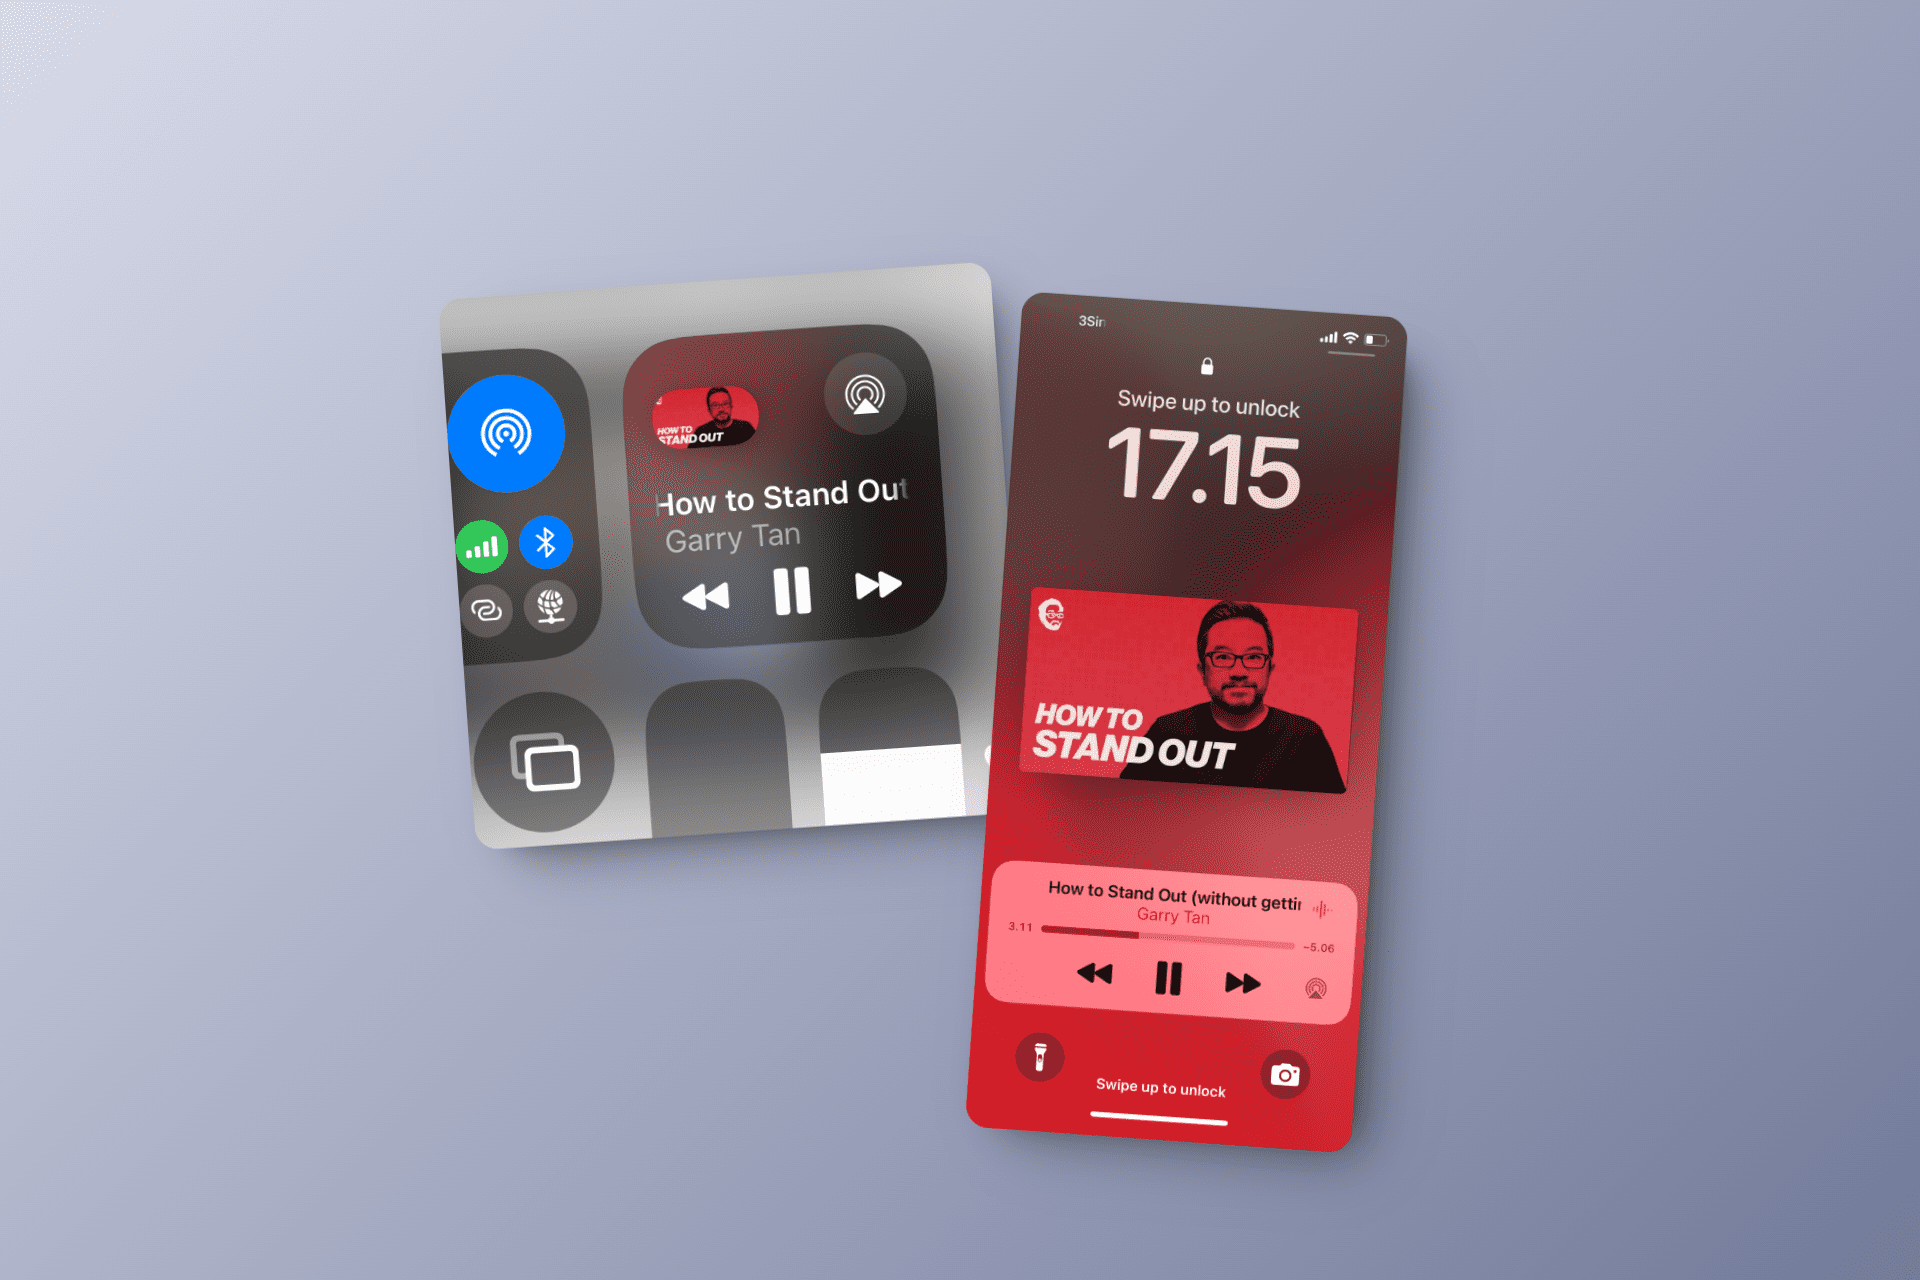 HOW TO
STAND OUT
How to Stand Out
Garry Tan
3Sin
Swipe up to unlock
17.15
HOW TO
STAND OUT
How to Stand Out (without gettin
Garry Tan
3.11
−5.06
Swipe up to unlock